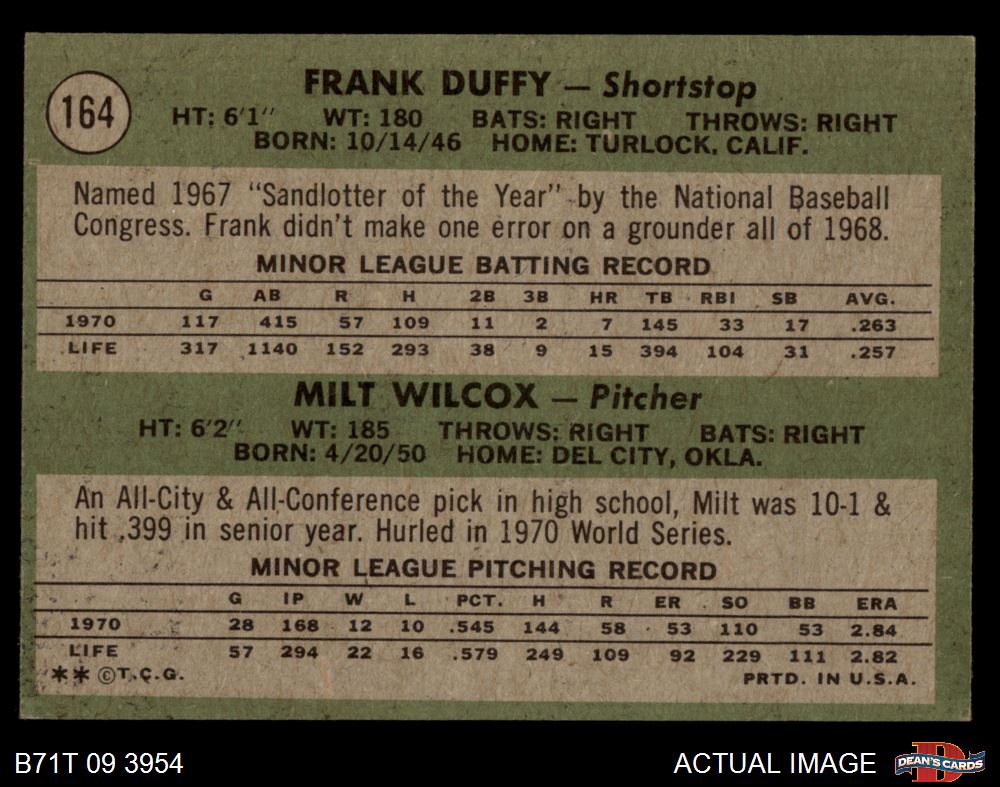 164
FRANK DUFFY — Shortstop
HT: 6'1" WT: 180 BATS: RIGHT THROWS: RIGHT
BORN: 10/14/46 HOME: TURLOCK, CALIF.
Named 1967 "Sandlotter of the Year" by the National Baseball
Congress. Frank didn't make one error on a grounder all of 1968.
MINOR LEAGUE BATTING RECORD
G AB R H 2B 3B HR TB RBI SB AVG.
1970 117 415 57 109 11 2 7 145 33 17 .263
LIFE 317 1140 152 293 38 9 15 394 104 31 .257
MILT WILCOX — Pitcher
HT: 6'2" WT: 185 THROWS: RIGHT BATS: RIGHT
BORN: 4/20/50 HOME: DEL CITY, OKLA.
An All-City & All-Conference pick in high school, Milt was 10-1 &
hit .399 in senior year. Hurled in 1970 World Series.
MINOR LEAGUE PITCHING RECORD
G IP W L PCT. H R ER SO BB ERA
1970 28 168 12 10 .545 144 58 53 110 53 2.84
LIFE 57 294 22 16 .579 249 109 92 229 111 2.82
** ©T.C.G. PRTD. IN U.S.A.
B71T 09 3954 ACTUAL IMAGE DEAN'S CARDS